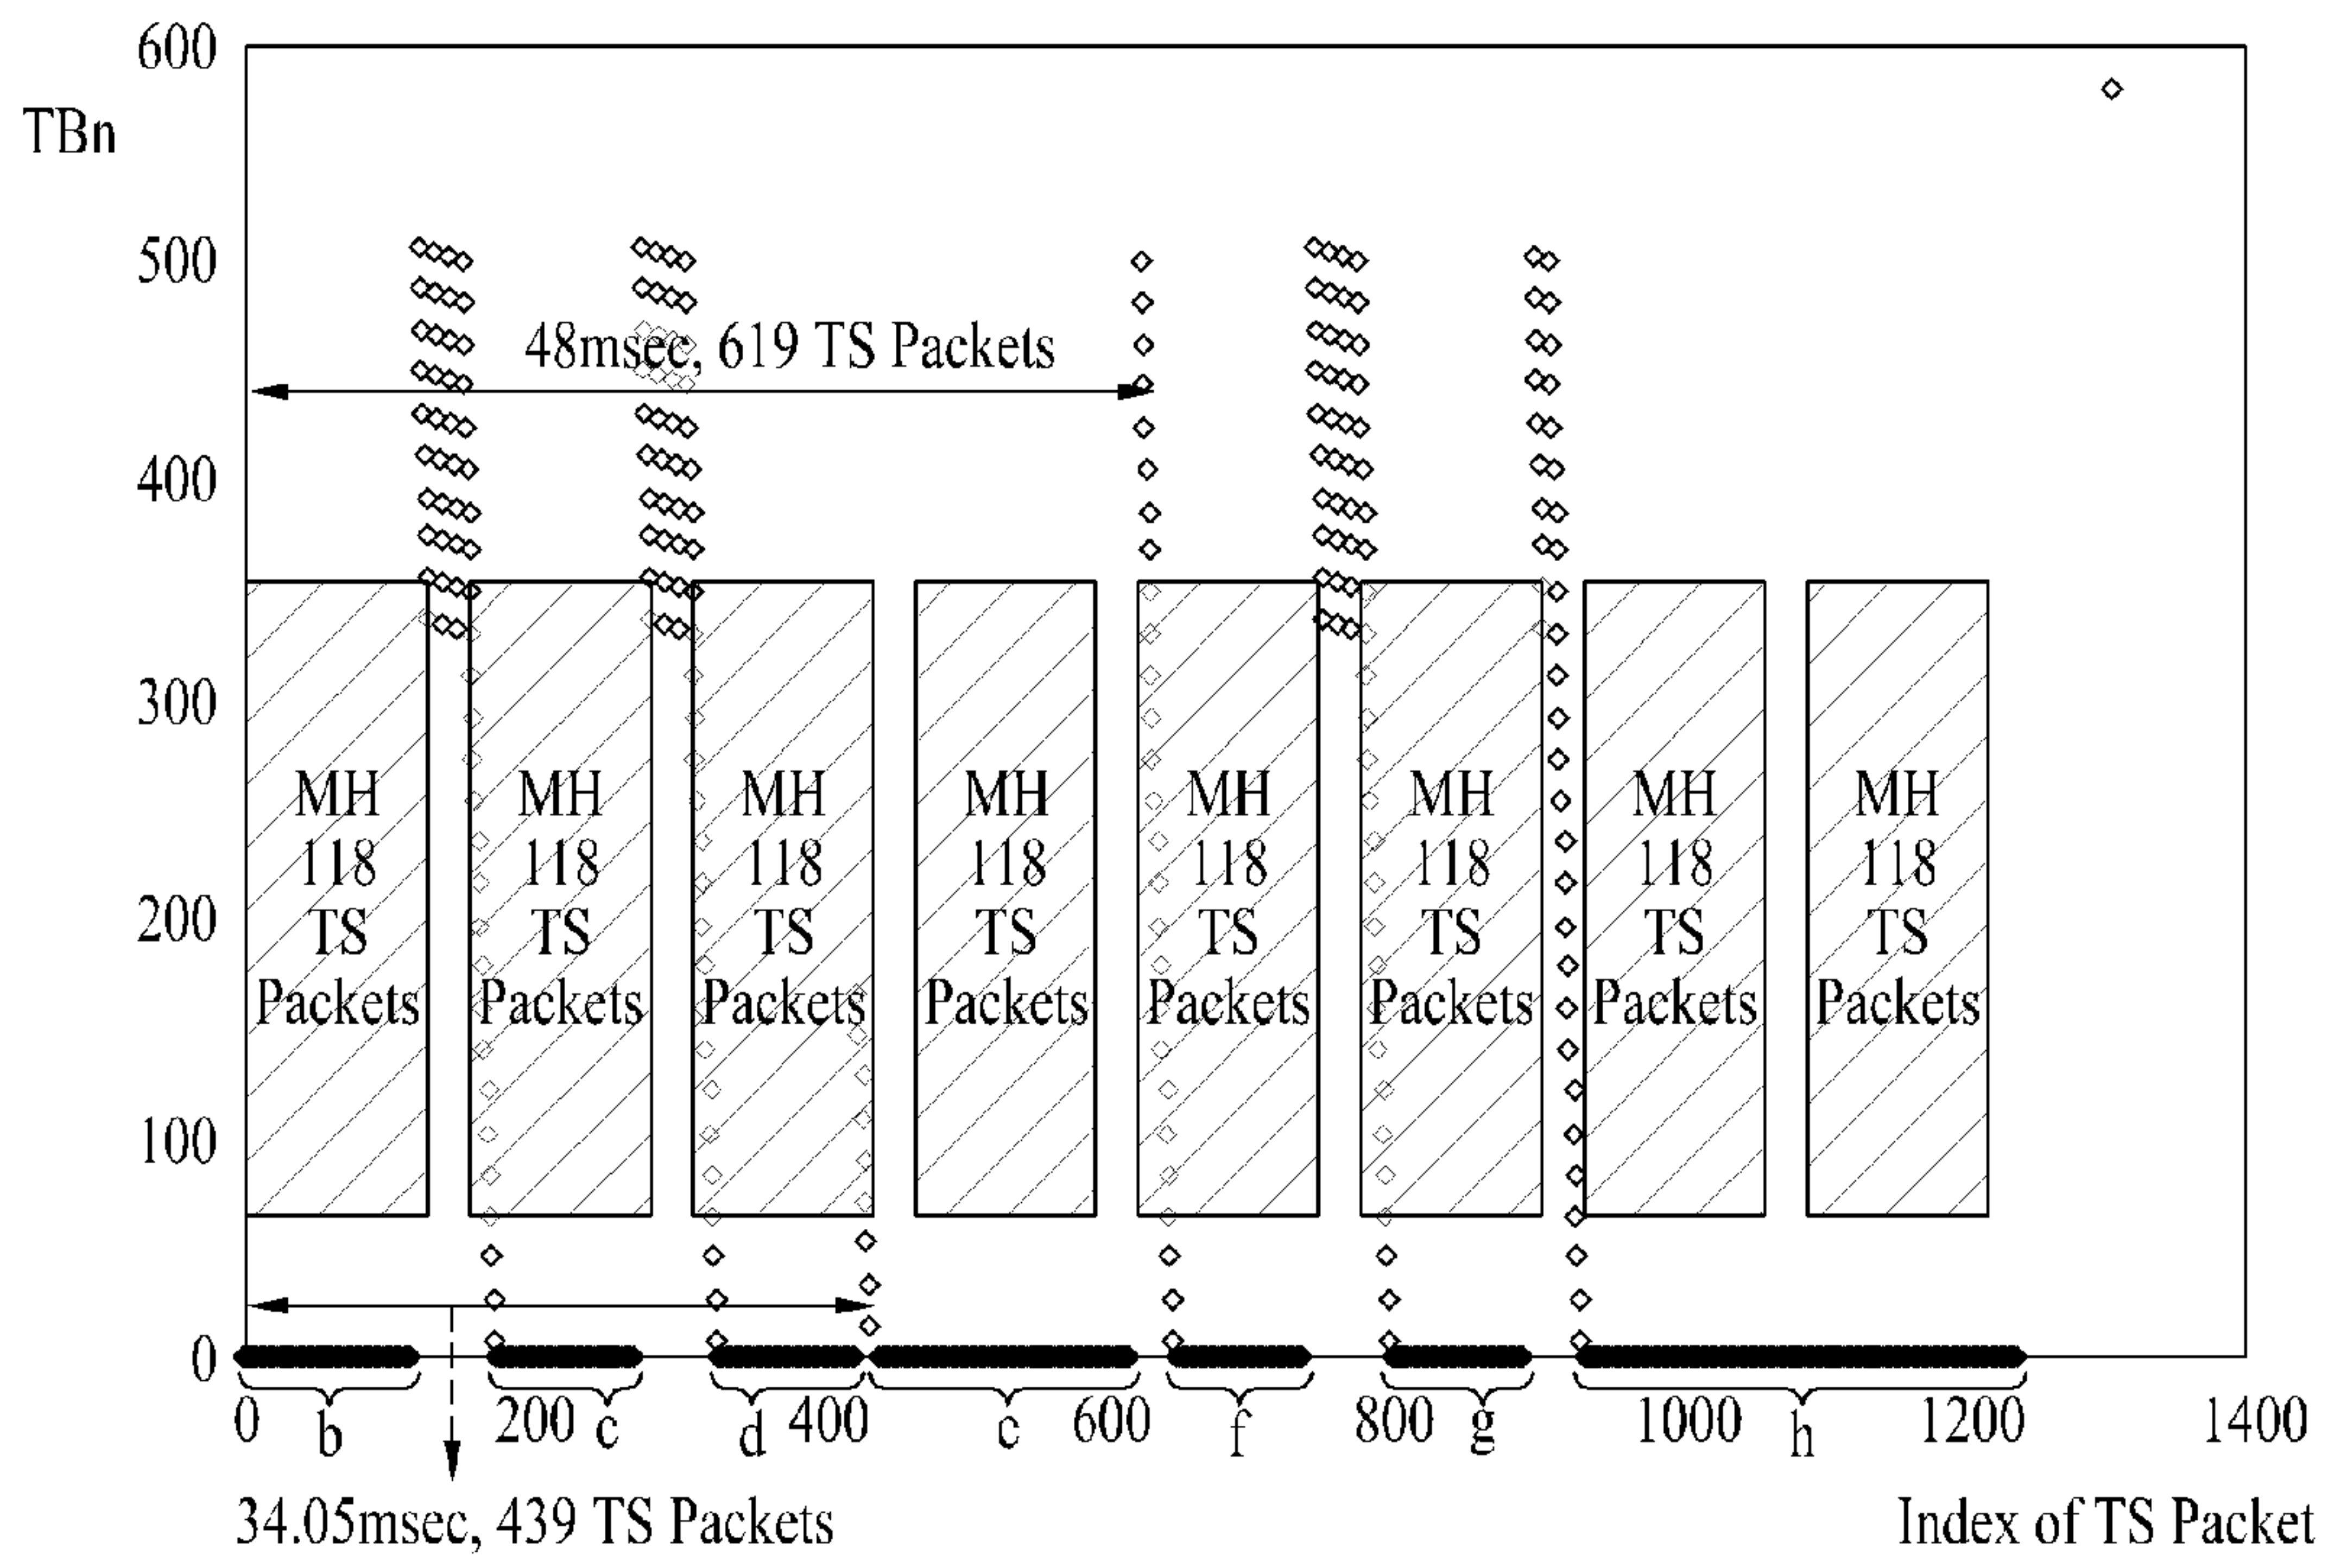 600
TBn
500
48msec, 619 TS Packets
400
300
MH
118
TS
Packets
MH
118
TS
Packets
MH
118
TS
Packets
MH
118
TS
Packets
MH
118
TS
Packets
MH
118
TS
Packets
MH
118
TS
Packets
MH
118
TS
Packets
200
100
0
0 b 200 c d 400 e 600 f 800 g 1000 h 1200 1400
34.05msec, 439 TS Packets
Index of TS Packet